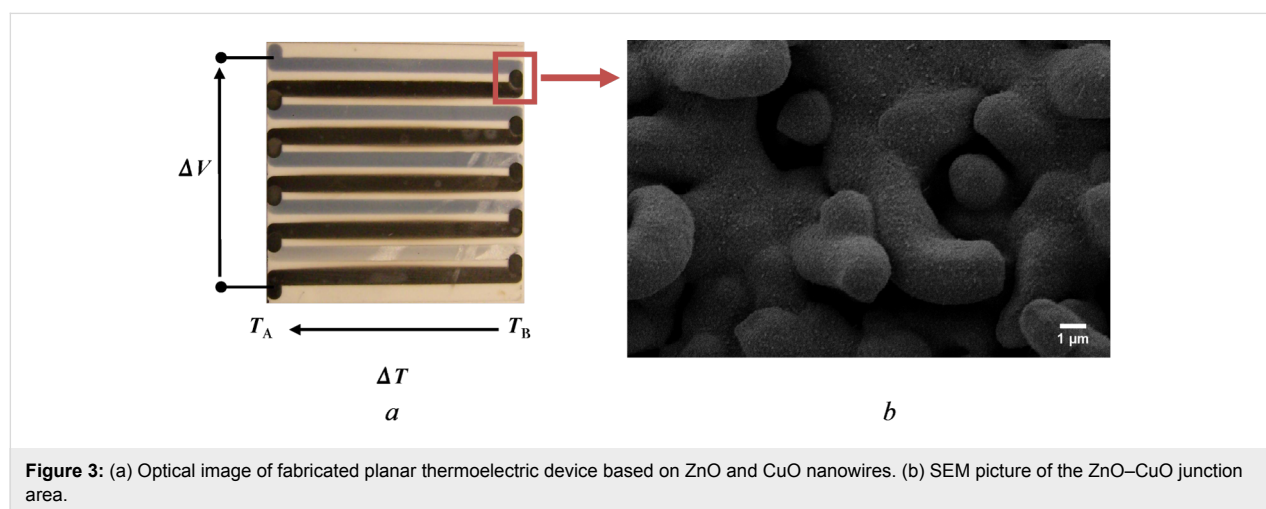 ΔV
T_A
T_B
ΔT
1 µm
a
b
Figure 3: (a) Optical image of fabricated planar thermoelectric device based on ZnO and CuO nanowires. (b) SEM picture of the ZnO–CuO junction
area.